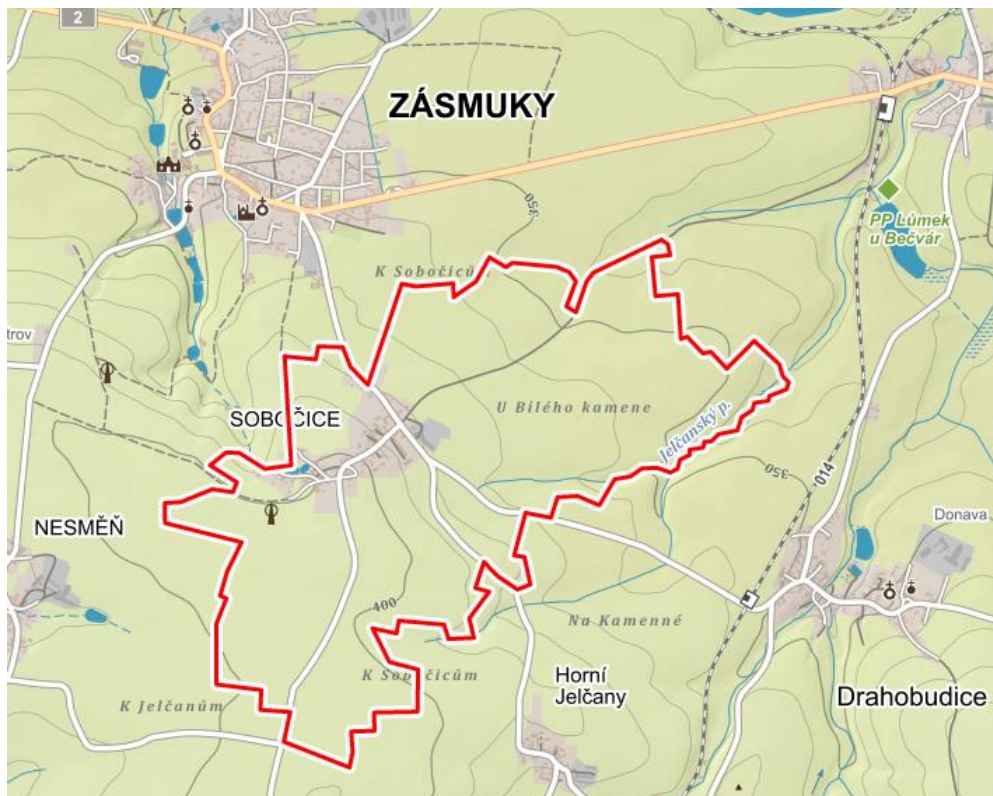 2
ZÁSMUKY
350
PP Lůmek
u Bečvár
K Sobočicům
trov
U Bílého kamene
SOBOČICE
Jelčanský p.
350
014
NESMĚŇ
Donava
400
Na Kamenné
K Sobočicům
Horní
Jelčany
K Jelčanům
Drahobudice